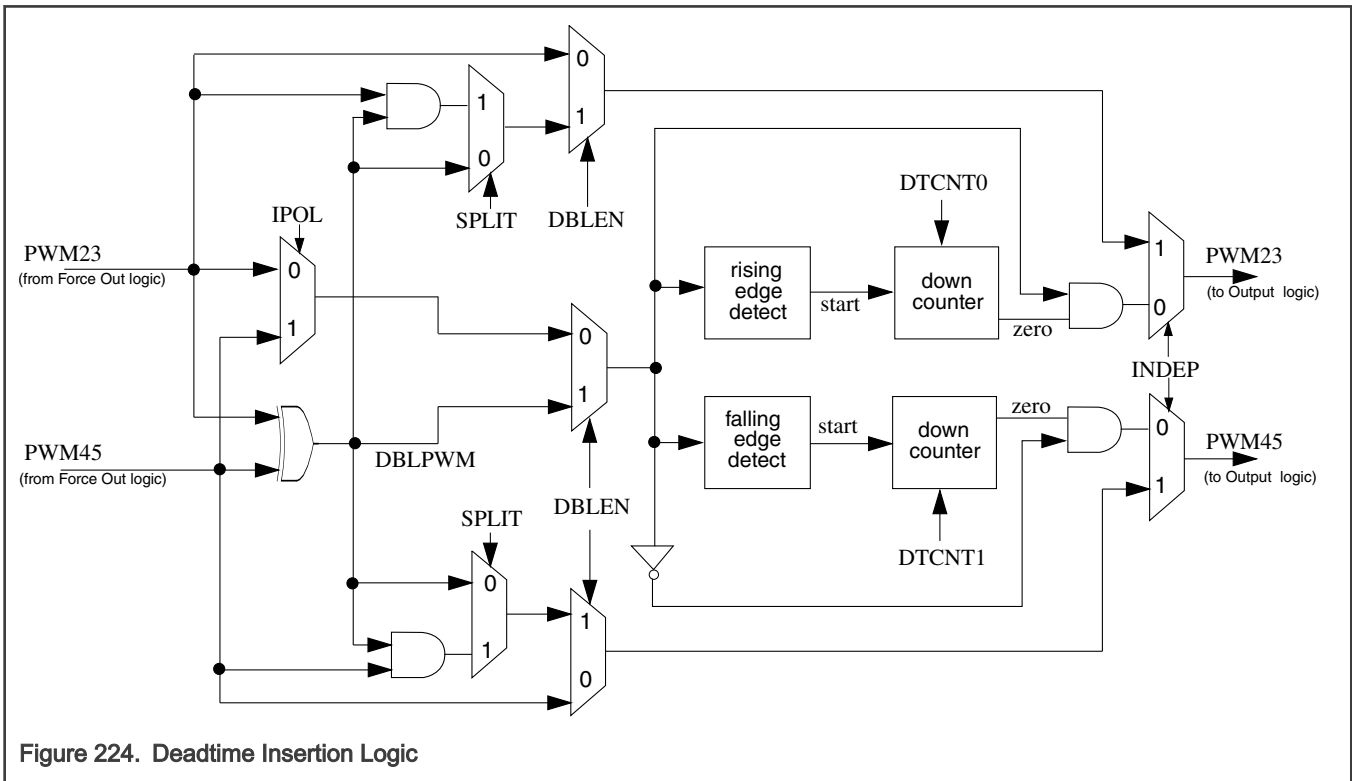 0
1
1
0
SPLIT
DBLEN
DTCNT0
IPOL
PWM23
(from Force Out logic)
0
1
rising
edge
detect
start
down
counter
zero
1
0
PWM23
(to Output logic)
0
1
INDEP
PWM45
(from Force Out logic)
DBLPWM
falling
edge
detect
start
down
counter
zero
0
1
PWM45
(to Output logic)
DBLEN
SPLIT
DTCNT1
0
1
1
0
Figure 224. Deadtime Insertion Logic